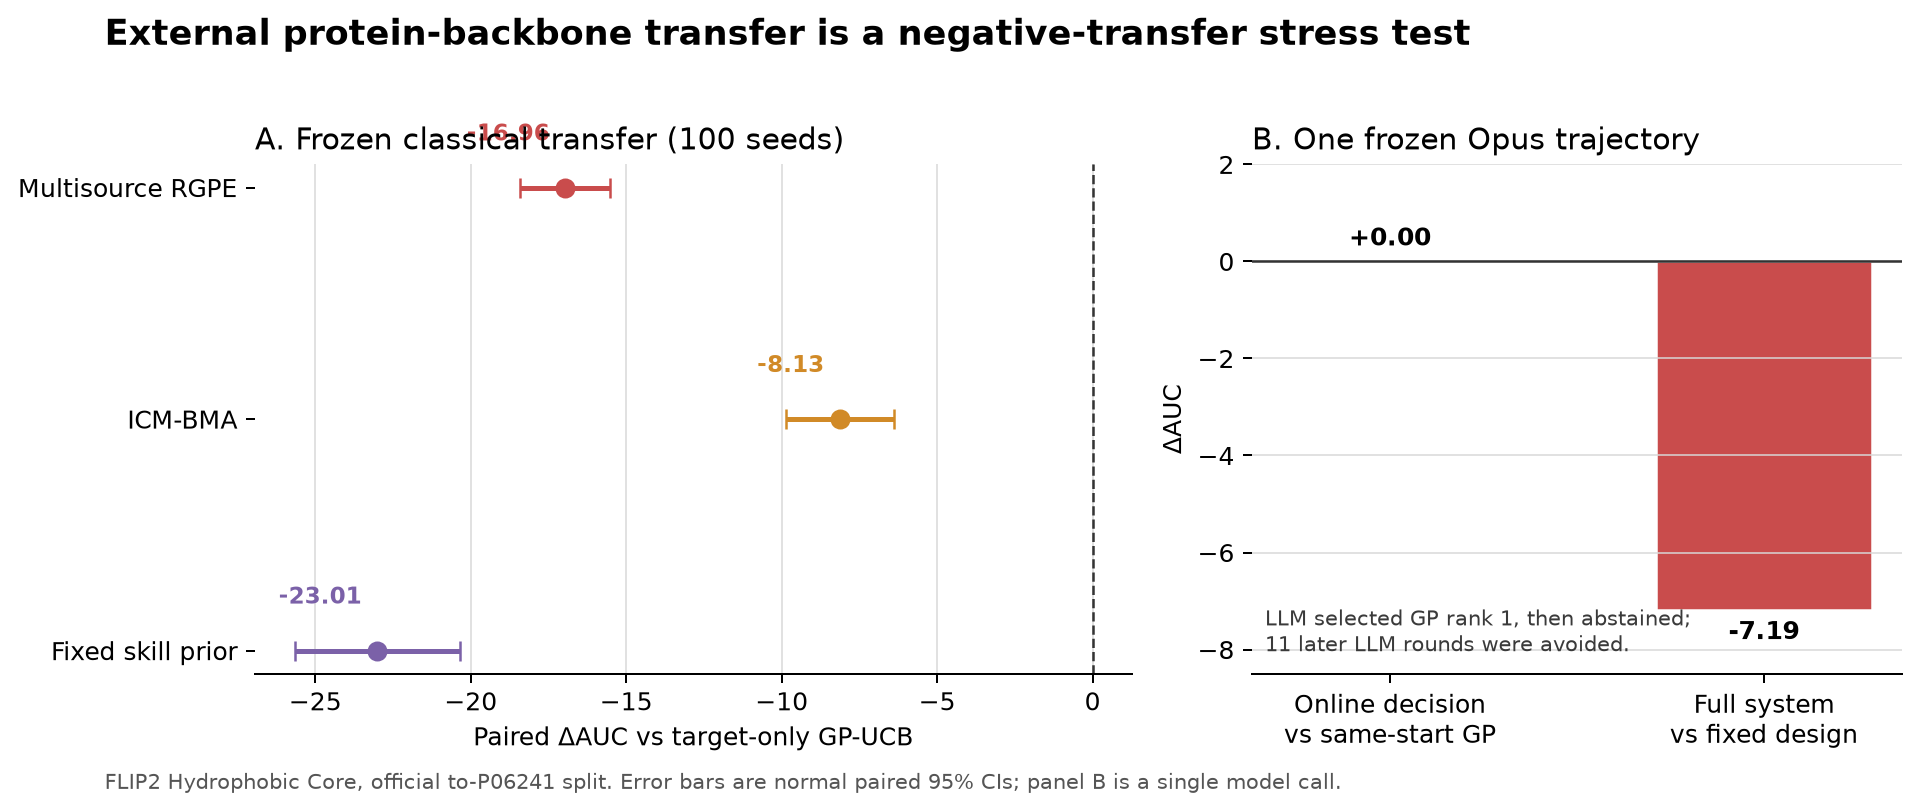 External protein-backbone transfer is a negative-transfer stress test
A. Frozen classical transfer (100 seeds)
-16.96
Multisource RGPE
-8.13
ICM-BMA
-23.01
Fixed skill prior
−25
−20
−15
−10
−5
0
Paired ΔAUC vs target-only GP-UCB
B. One frozen Opus trajectory
2
0
−2
−4
−6
−8
ΔAUC
+0.00
-7.19
LLM selected GP rank 1, then abstained;
11 later LLM rounds were avoided.
Online decision
vs same-start GP
Full system
vs fixed design
FLIP2 Hydrophobic Core, official to-P06241 split. Error bars are normal paired 95% CIs; panel B is a single model call.